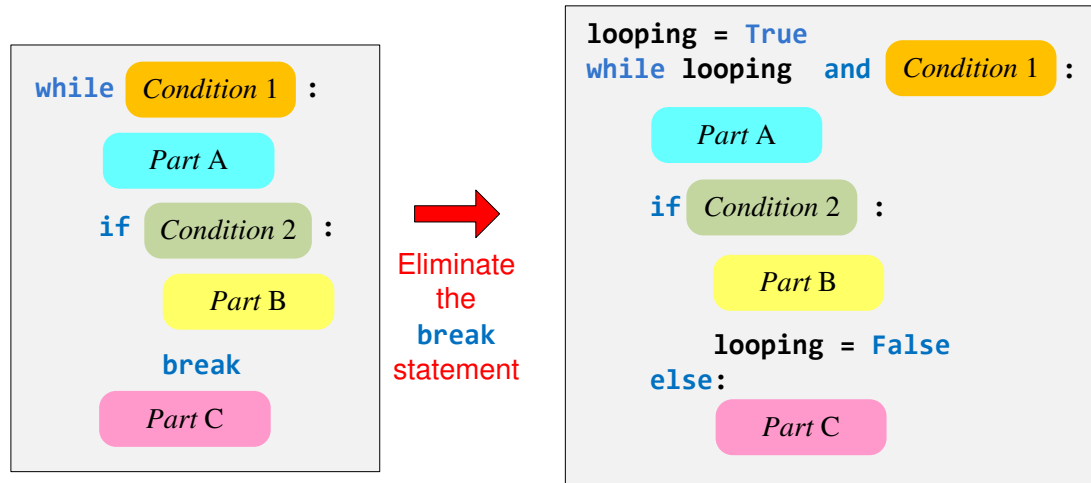 while Condition 1 :
Part A
if Condition 2 :
Part B
break
Part C
Eliminate
the
break
statement
looping = True
while looping and Condition 1 :
Part A
if Condition 2 :
Part B
looping = False
else:
Part C